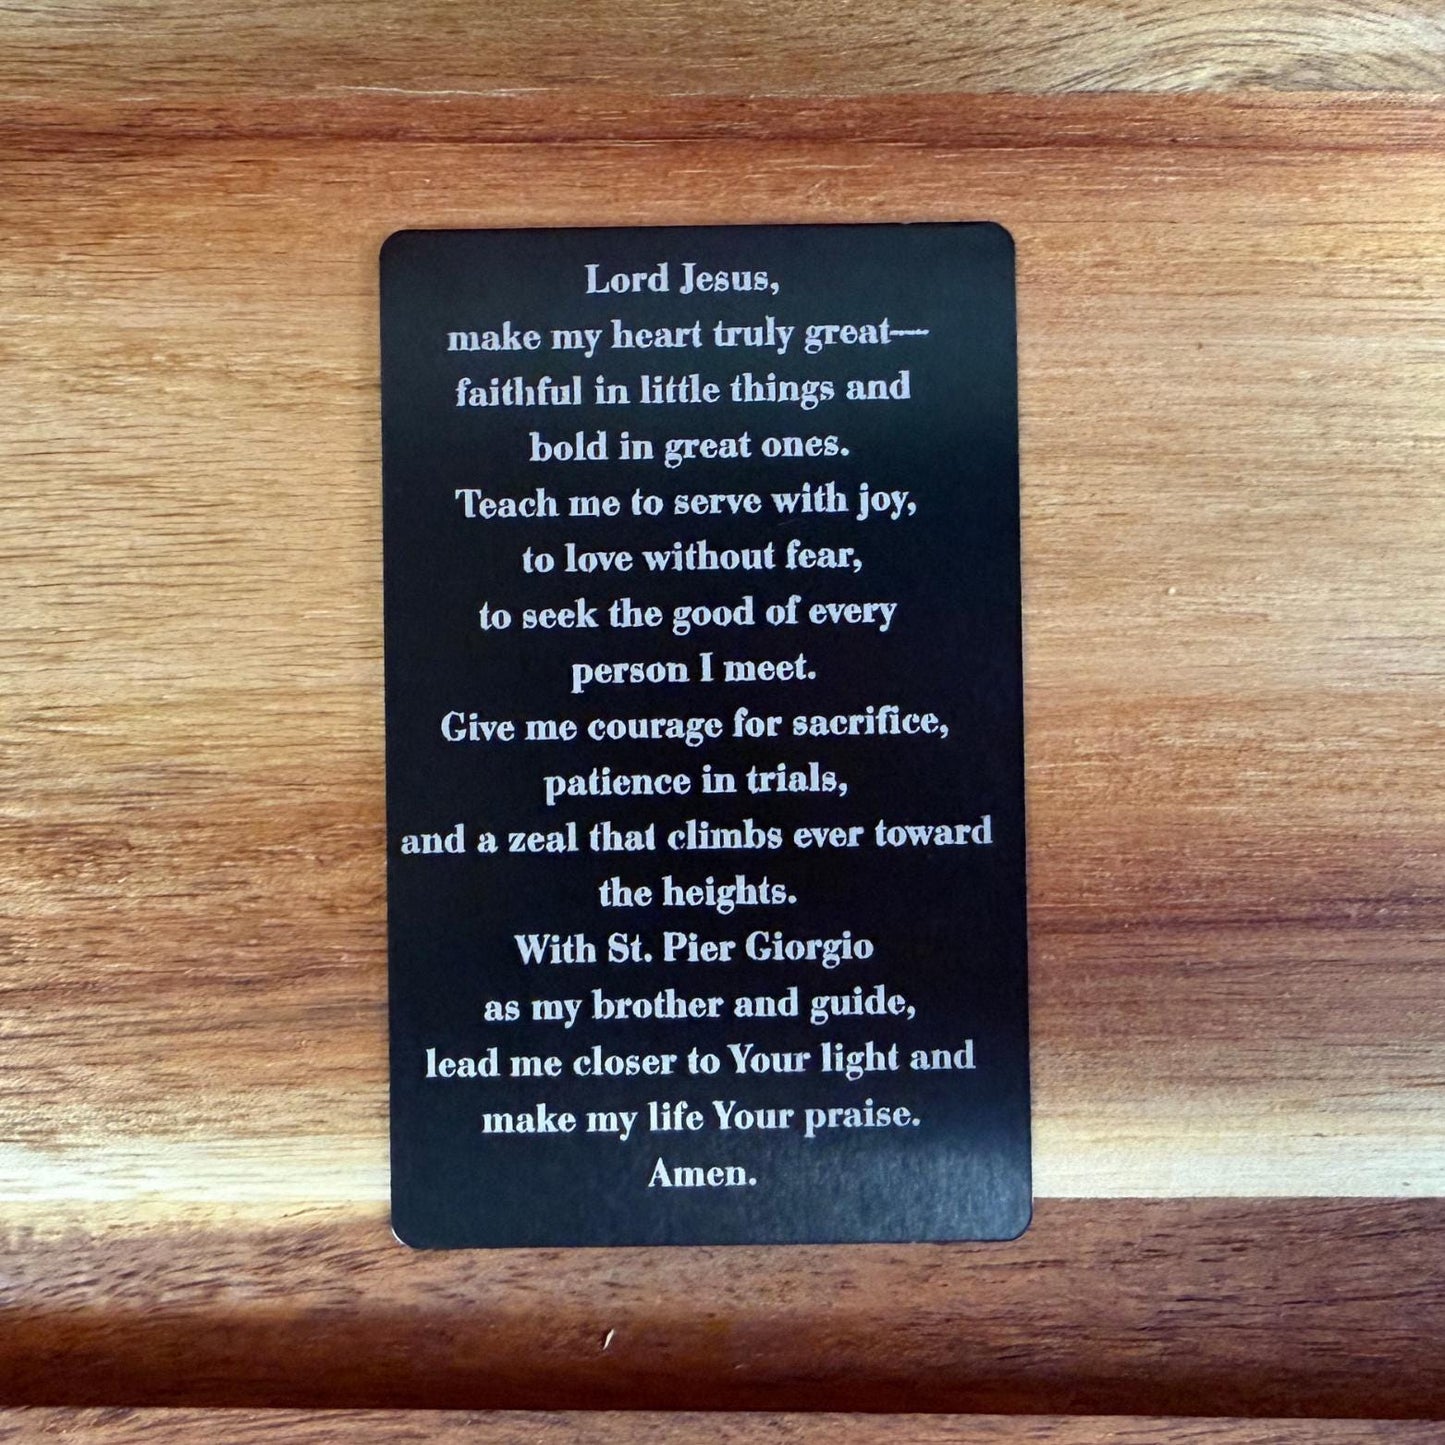 Lord Jesus,
make my heart truly great—
faithful in little things and
bold in great ones.
Teach me to serve with joy,
to love without fear,
to seek the good of every
person I meet.
Give me courage for sacrifice,
patience in trials,
and a zeal that climbs ever toward
the heights.
With St. Pier Giorgio
as my brother and guide,
lead me closer to Your light and
make my life Your praise.
Amen.